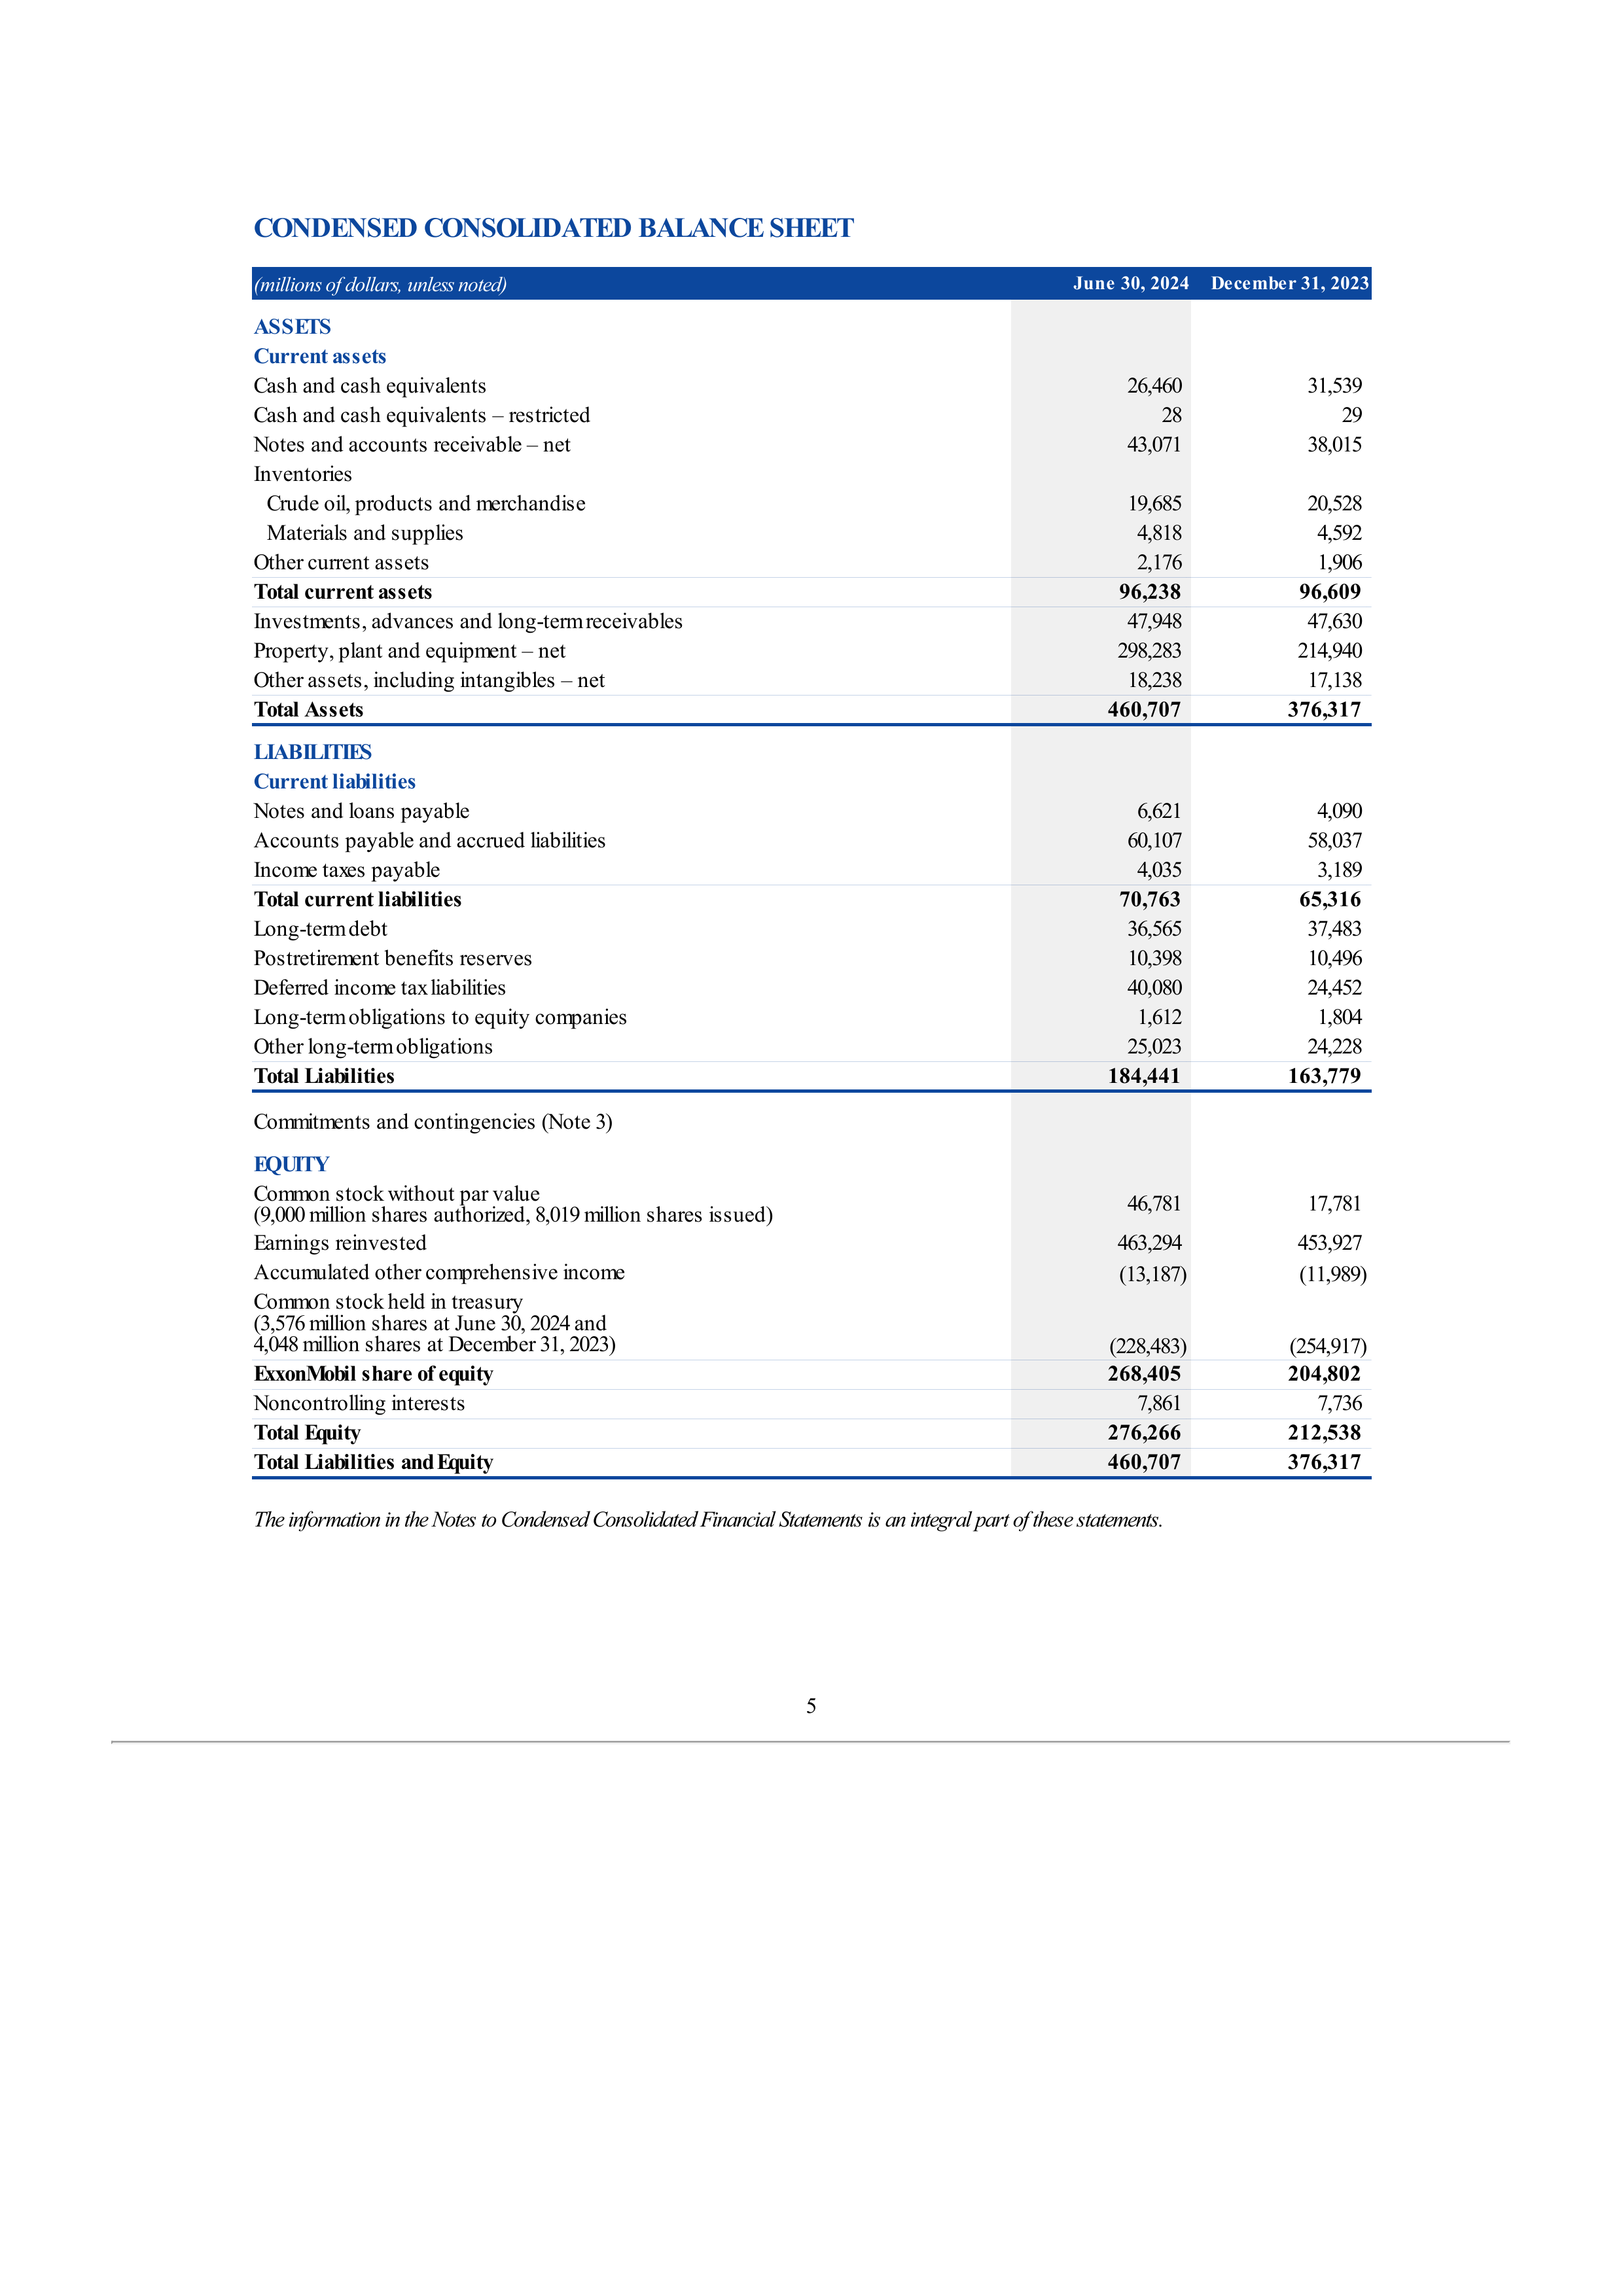 CONDENSED CONSOLIDATED BALANCE SHEET
(millions of dollars, unless noted) June 30, 2024 December 31, 2023
ASSETS
Current assets
Cash and cash equivalents 26,460 31,539
Cash and cash equivalents – restricted 28 29
Notes and accounts receivable – net 43,071 38,015
Inventories
Crude oil, products and merchandise 19,685 20,528
Materials and supplies 4,818 4,592
Other current assets 2,176 1,906
Total current assets 96,238 96,609
Investments, advances and long-term receivables 47,948 47,630
Property, plant and equipment – net 298,283 214,940
Other assets, including intangibles – net 18,238 17,138
Total Assets 460,707 376,317
LIABILITIES
Current liabilities
Notes and loans payable 6,621 4,090
Accounts payable and accrued liabilities 60,107 58,037
Income taxes payable 4,035 3,189
Total current liabilities 70,763 65,316
Long-term debt 36,565 37,483
Postretirement benefits reserves 10,398 10,496
Deferred income tax liabilities 40,080 24,452
Long-term obligations to equity companies 1,612 1,804
Other long-term obligations 25,023 24,228
Total Liabilities 184,441 163,779
Commitments and contingencies (Note 3)
EQUITY
Common stock without par value
(9,000 million shares authorized, 8,019 million shares issued) 46,781 17,781
Earnings reinvested 463,294 453,927
Accumulated other comprehensive income (13,187) (11,989)
Common stock held in treasury
(3,576 million shares at June 30, 2024 and
4,048 million shares at December 31, 2023) (228,483) (254,917)
ExxonMobil share of equity 268,405 204,802
Noncontrolling interests 7,861 7,736
Total Equity 276,266 212,538
Total Liabilities and Equity 460,707 376,317
The information in the Notes to Condensed Consolidated Financial Statements is an integral part of these statements.
5